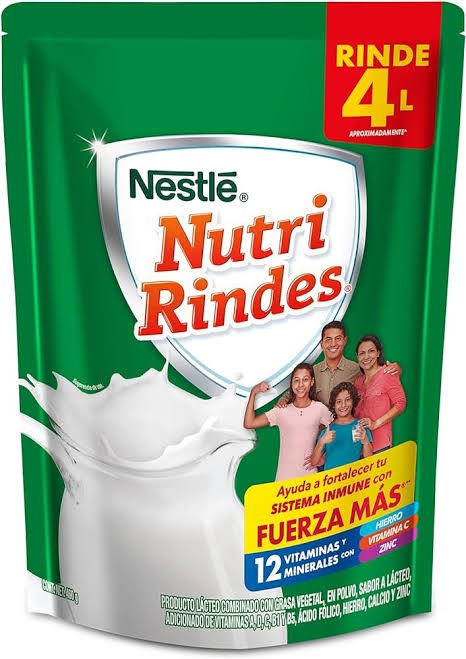 RINDE
4 L
APROXIMADAMENTE*
Nestlé®
Nutri
Rindes®
Ayuda a fortalecer tu
SISTEMA INMUNE con
FUERZA MÁS
12 VITAMINAS Y
MINERALES con
HIERRO
VITAMINA C
ZINC
PRODUCTO LÁCTEO COMBINADO CON GRASA VEGETAL, EN POLVO, SABOR A LÁCTEO,
ADICIONADO DE VITAMINAS A, D, C, B1 Y B5, ÁCIDO FÓLICO, HIERRO, CALCIO Y ZINC